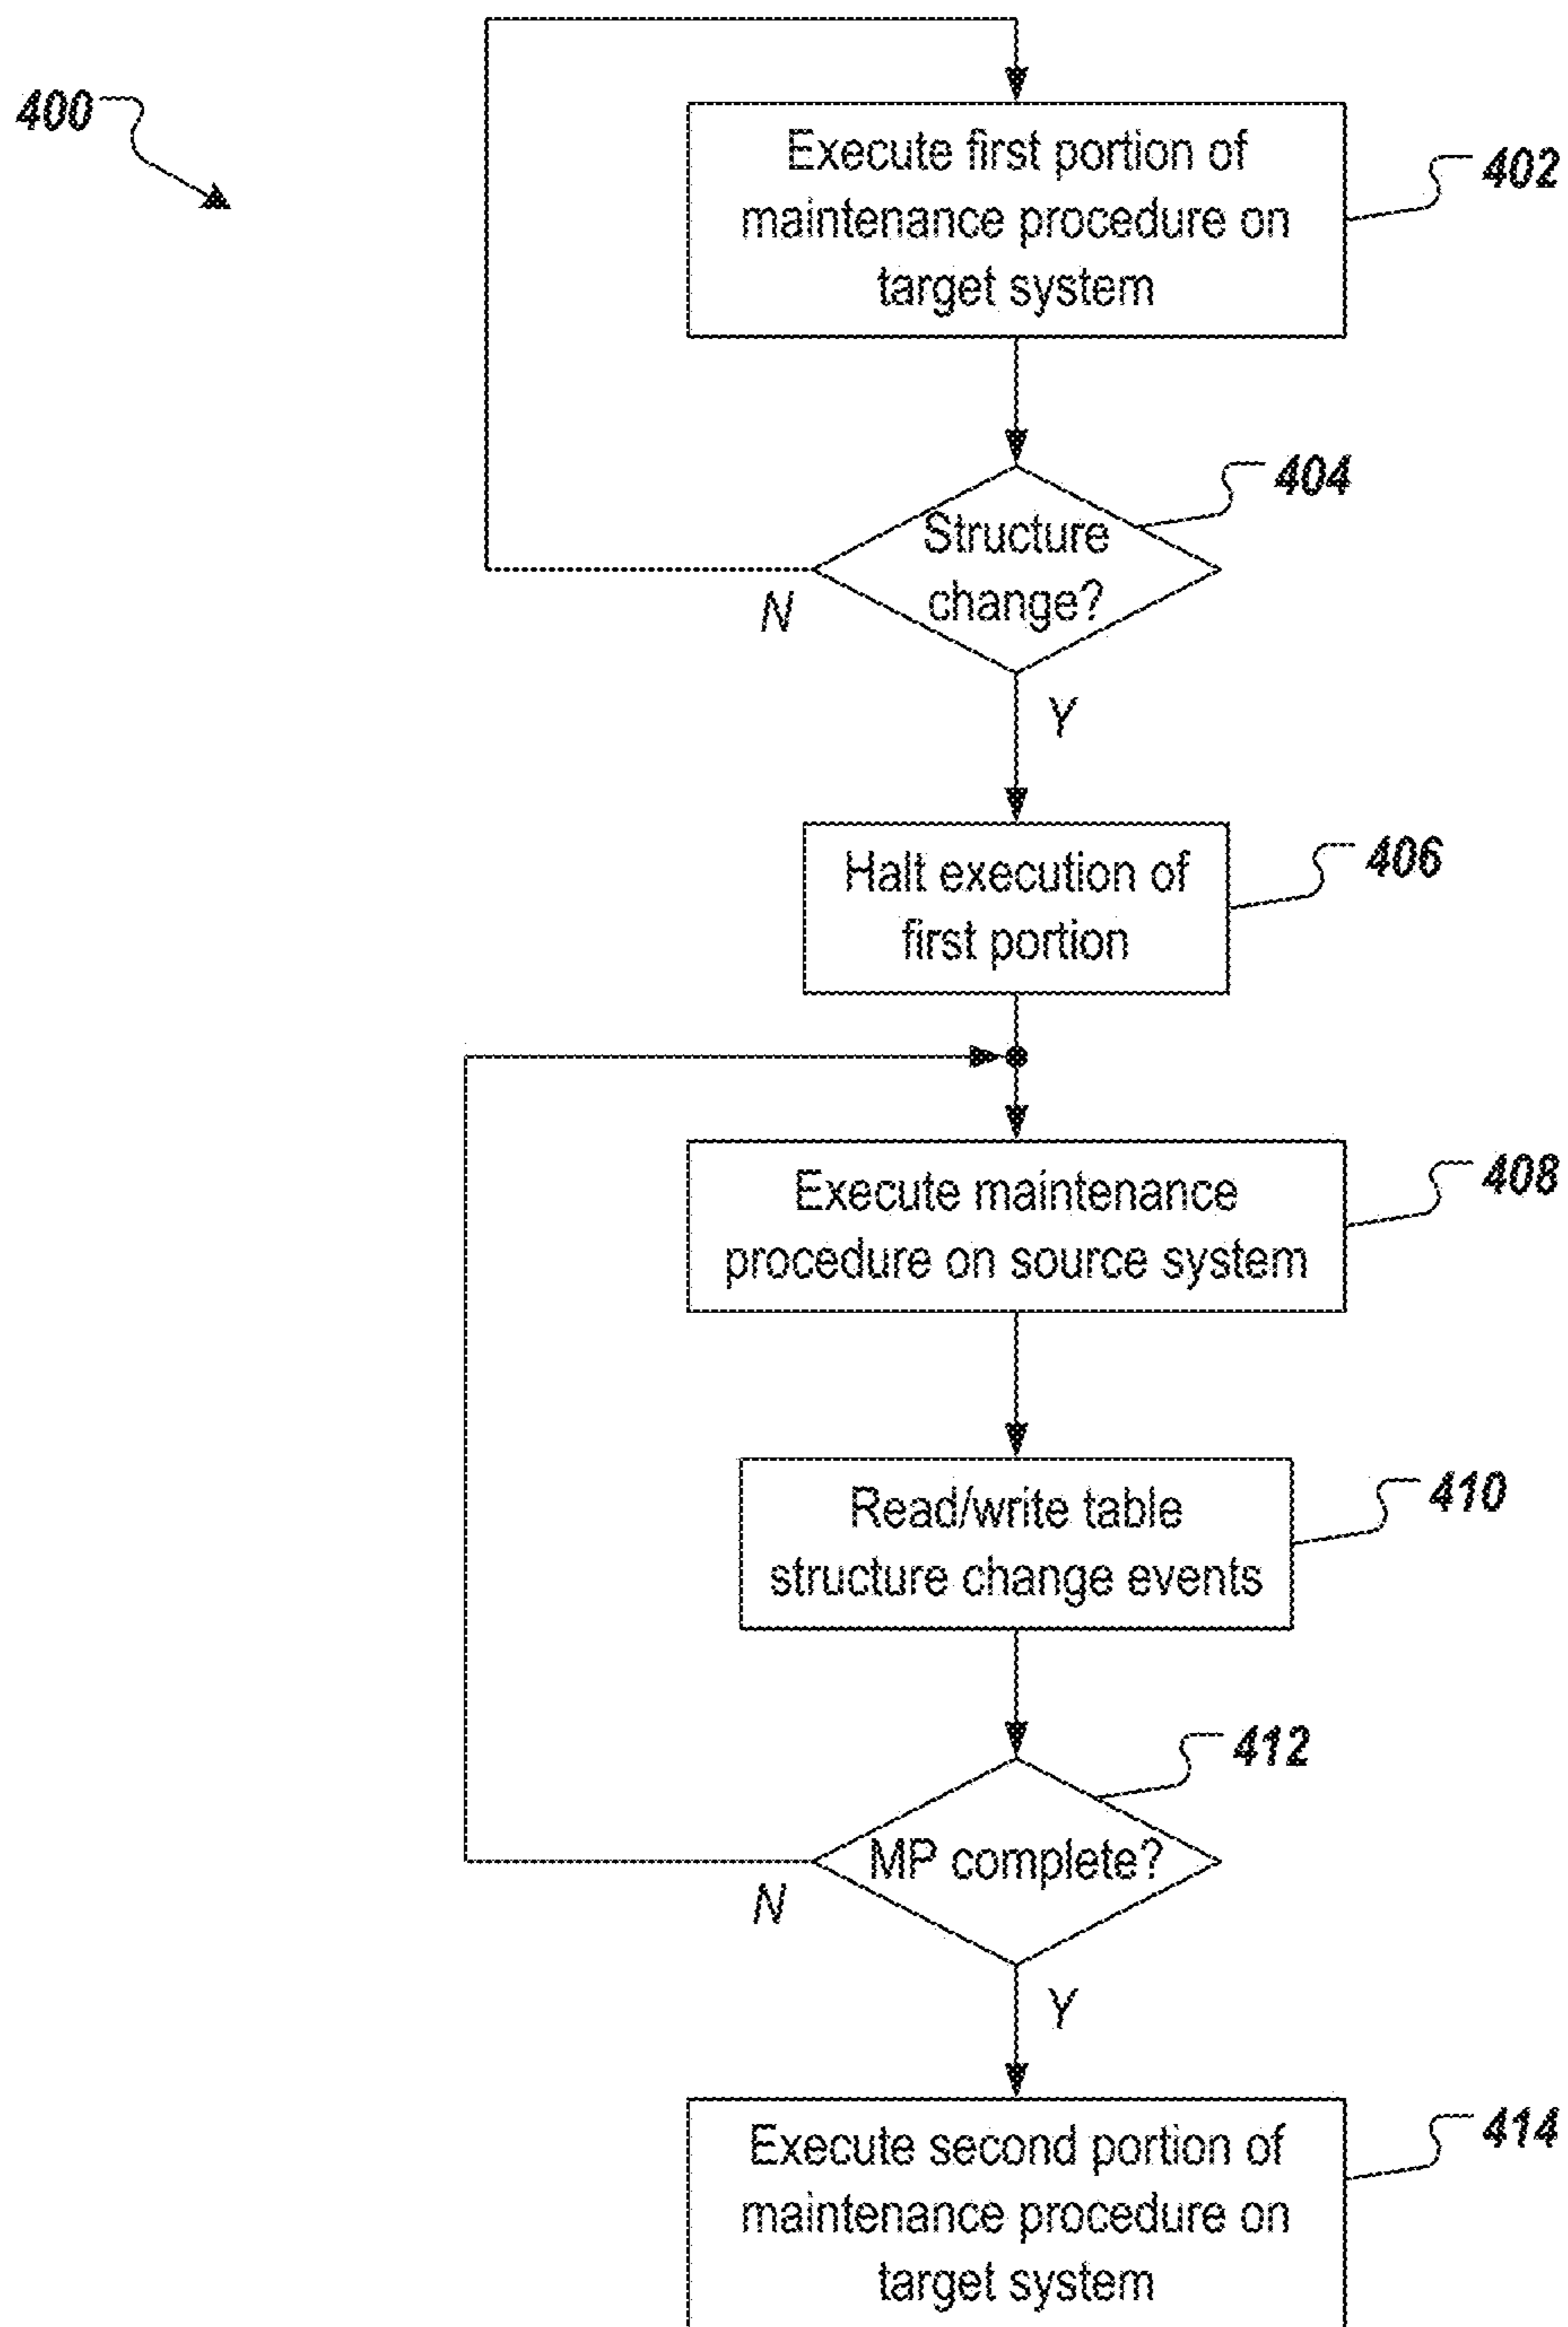 400
Execute first portion of
maintenance procedure on
target system
402
Structure
change?
404
N
Y
Halt execution of
first portion
406
Execute maintenance
procedure on source system
408
Read/write table
structure change events
410
MP complete?
412
N
Y
Execute second portion of
maintenance procedure on
target system
414